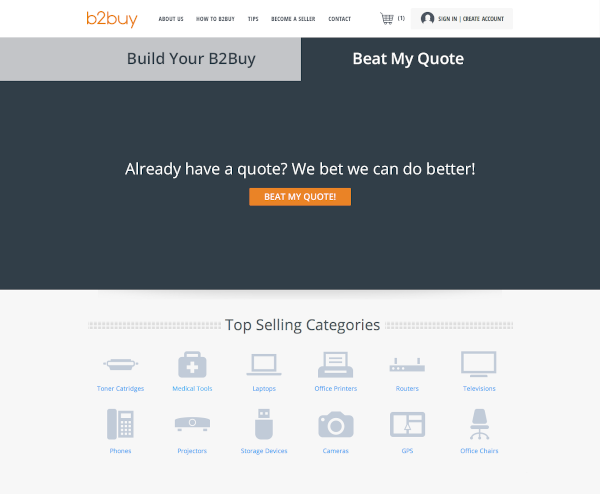 b2buy
ABOUT US HOW TO B2BUY TIPS BECOME A SELLER CONTACT (1) SIGN IN | CREATE ACCOUNT
Build Your B2Buy Beat My Quote
Already have a quote? We bet we can do better!
BEAT MY QUOTE!
Top Selling Categories
Toner Catridges Medical Tools Laptops Office Printers Routers Televisions
Phones Projectors Storage Devices Cameras GPS Office Chairs